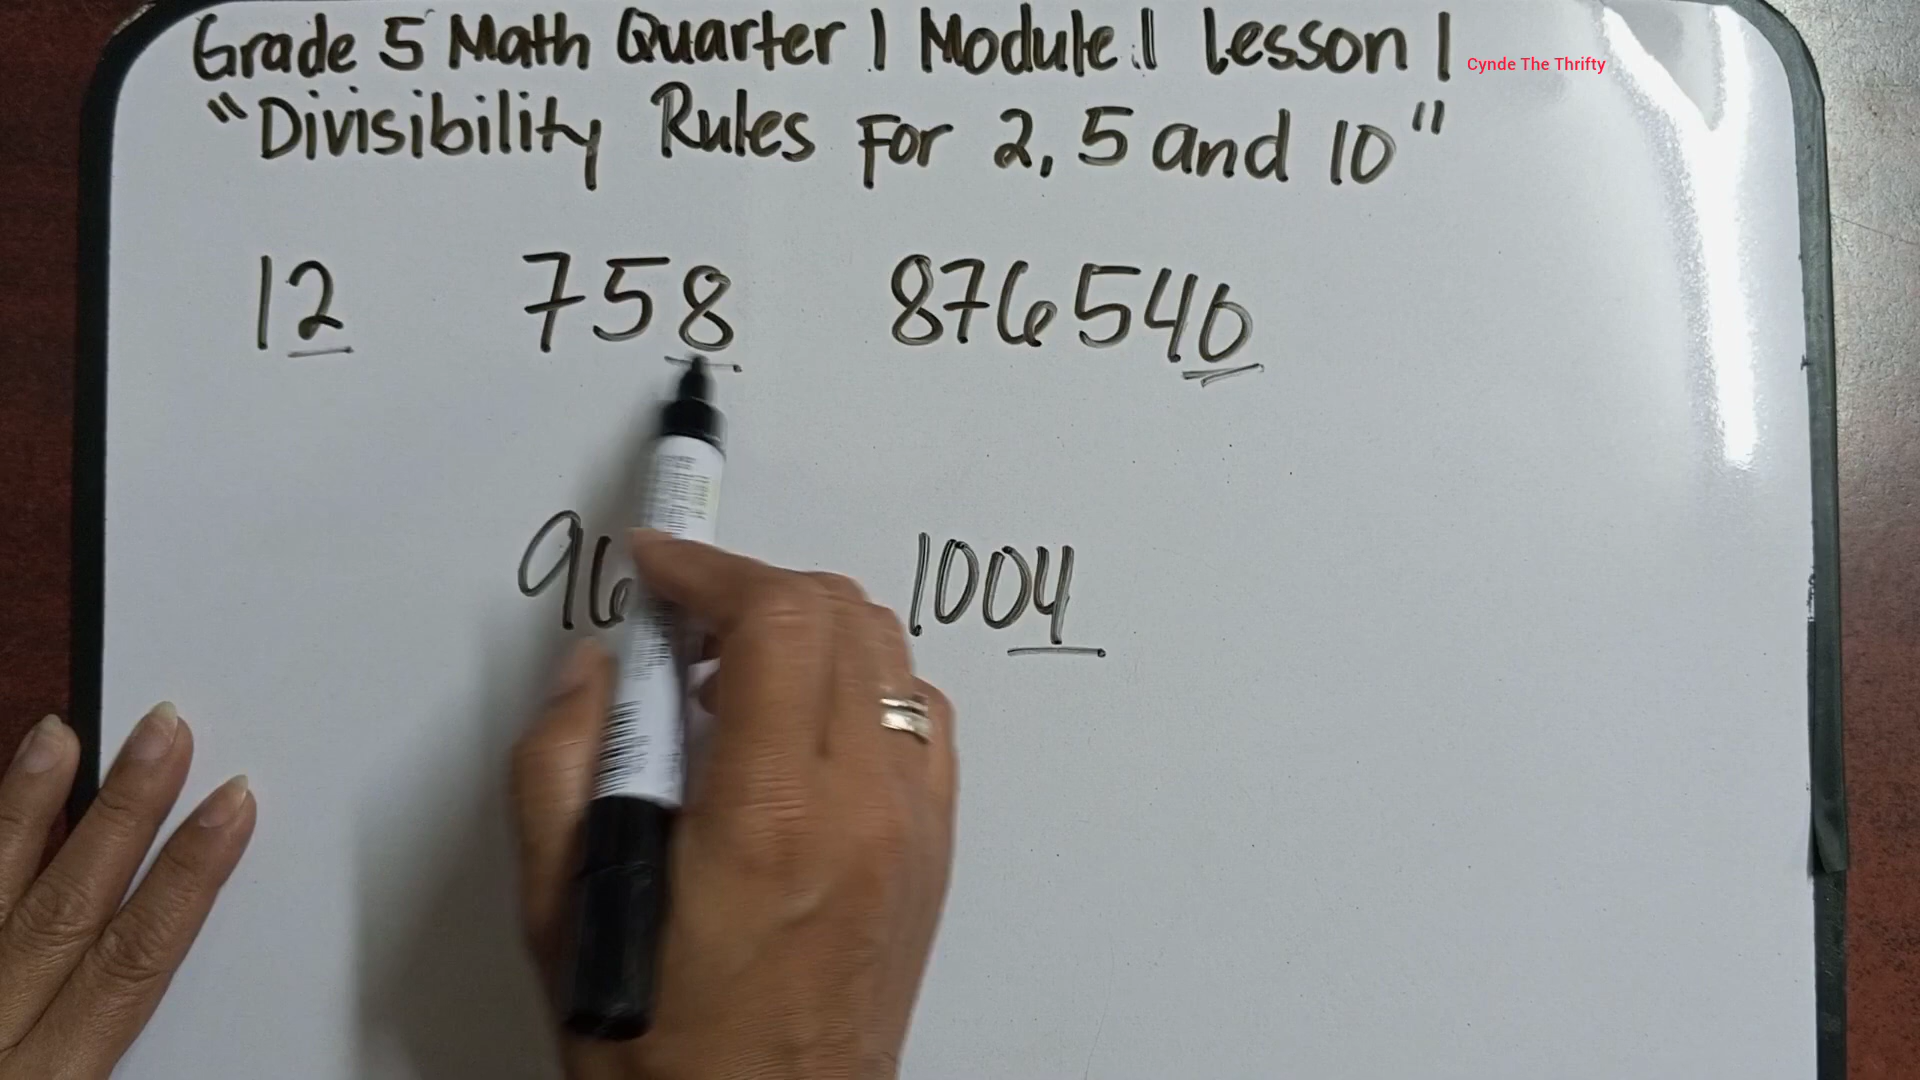 Grade 5 Math Quarter 1 Module 1 Lesson 1
Cynde The Thrifty
"Divisibility Rules For 2, 5 and 10"
12 758 876540
96 1004